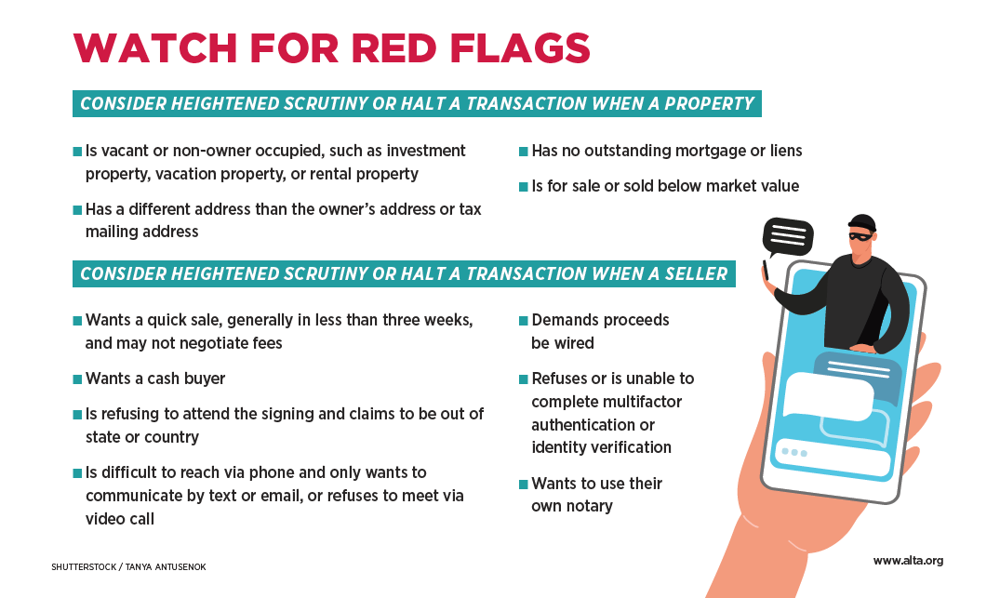 WATCH FOR RED FLAGS
CONSIDER HEIGHTENED SCRUTINY OR HALT A TRANSACTION WHEN A PROPERTY
Is vacant or non-owner occupied, such as investment
property, vacation property, or rental property
Has a different address than the owner's address or tax
mailing address
Has no outstanding mortgage or liens
Is for sale or sold below market value
CONSIDER HEIGHTENED SCRUTINY OR HALT A TRANSACTION WHEN A SELLER
Wants a quick sale, generally in less than three weeks,
and may not negotiate fees
Wants a cash buyer
Is refusing to attend the signing and claims to be out of
state or country
Is difficult to reach via phone and only wants to
communicate by text or email, or refuses to meet via
video call
Demands proceeds
be wired
Refuses or is unable to
complete multifactor
authentication or
identity verification
Wants to use their
own notary
SHUTTERSTOCK / TANYA ANTUSENOK
www.alta.org